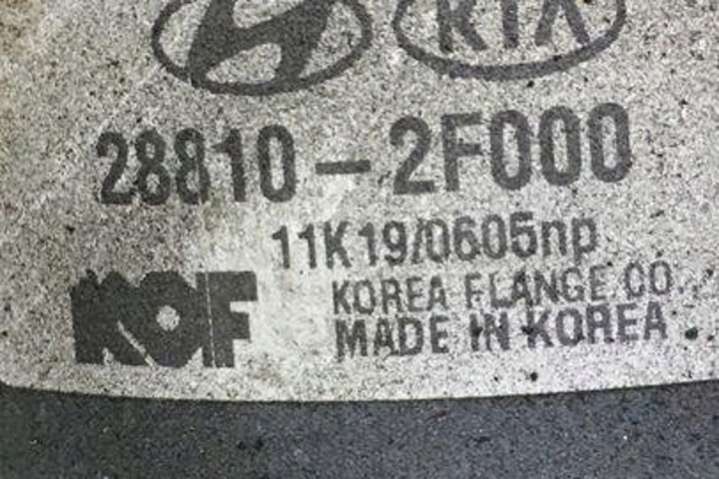 KIA
28810-2F000
11K19/0605np
KOF
KOREA FLANGE.CO
MADE IN KOREA